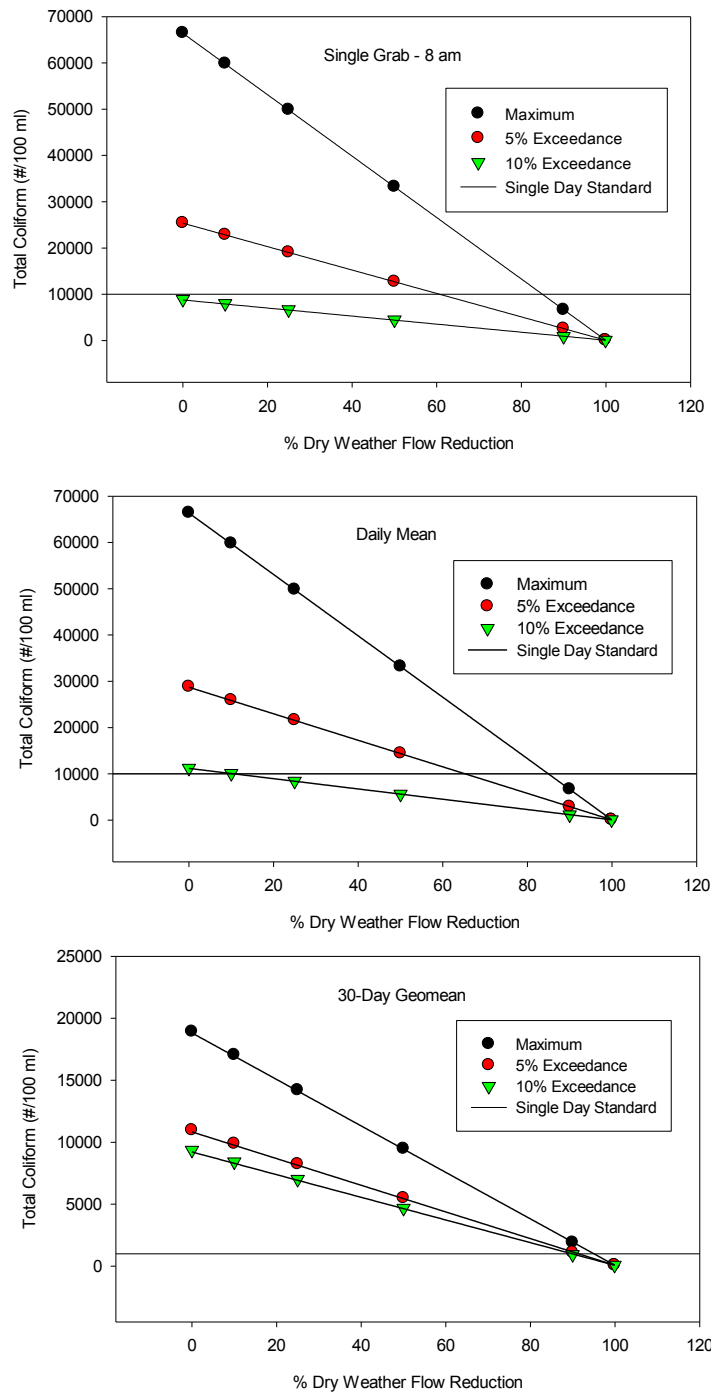 Single Grab - 8 am
Total Coliform (#/100 ml)
70000
60000
50000
40000
30000
20000
10000
0
Maximum
5% Exceedance
10% Exceedance
Single Day Standard
0 20 40 60 80 100 120
% Dry Weather Flow Reduction
Daily Mean
Total Coliform (#/100 ml)
70000
60000
50000
40000
30000
20000
10000
0
Maximum
5% Exceedance
10% Exceedance
Single Day Standard
0 20 40 60 80 100 120
% Dry Weather Flow Reduction
30-Day Geomean
Total Coliform (#/100 ml)
25000
20000
15000
10000
5000
0
Maximum
5% Exceedance
10% Exceedance
Single Day Standard
0 20 40 60 80 100 120
% Dry Weather Flow Reduction